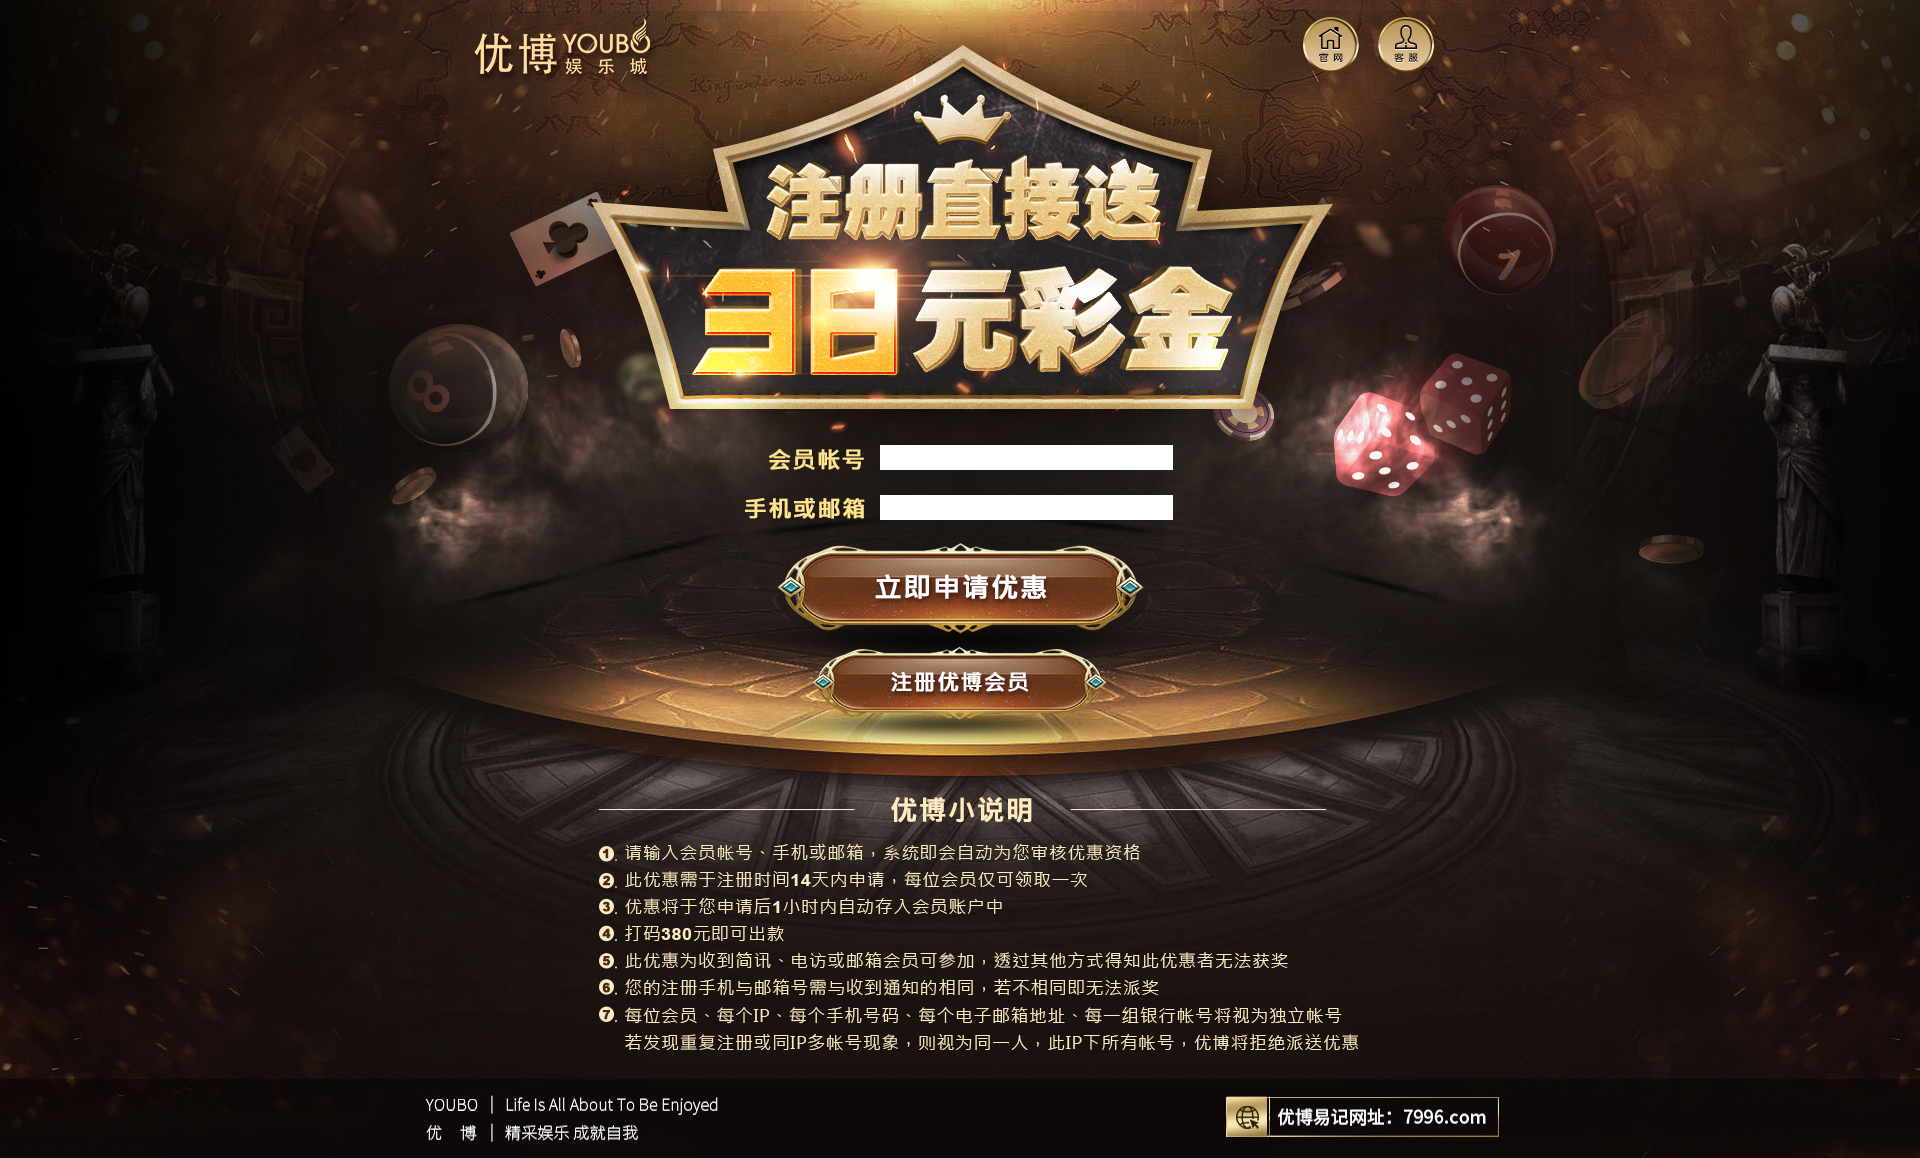 优博 YOUBO
娱乐城
官网
客服
注册直接送
38元彩金
会员帐号
手机或邮箱
立即申请优惠
注册优博会员
优博小说明
1. 请输入会员帐号、手机或邮箱，系统即会自动为您审核优惠资格
2. 此优惠需于注册时间14天内申请，每位会员仅可领取一次
3. 优惠将于您申请后1小时内自动存入会员账户中
4. 打码380元即可出款
5. 此优惠为收到简讯、电访或邮箱会员可参加，透过其他方式得知此优惠者无法获奖
6. 您的注册手机与邮箱号需与收到通知的相同，若不相同即无法派奖
7. 每位会员、每个IP、每个手机号码、每个电子邮箱地址、每一组银行帐号将视为独立帐号
若发现重复注册或同IP多帐号现象，则视为同一人，此IP下所有帐号，优博将拒绝派送优惠
YOUBO | Life Is All About To Be Enjoyed
优 博 | 精采娱乐 成就自我
优博易记网址：7996.com